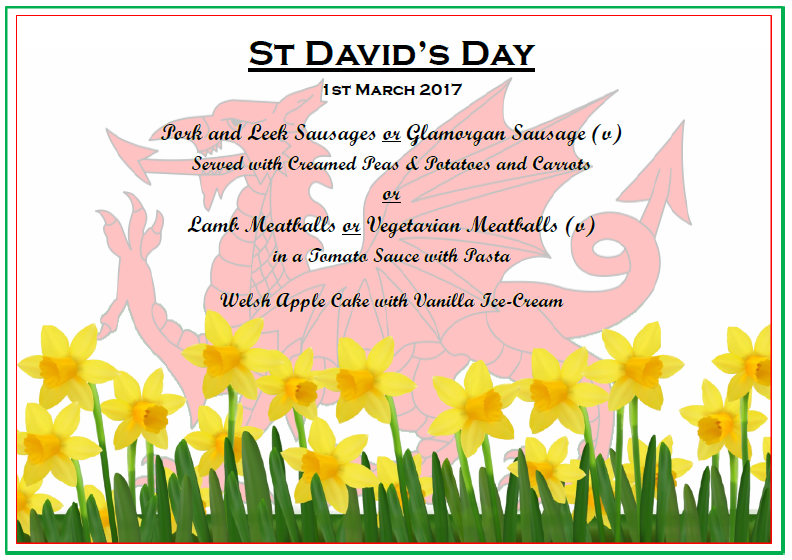 St David's Day
1st March 2017
Pork and Leek Sausages or Glamorgan Sausage (v)
Served with Creamed Peas & Potatoes and Carrots
or
Lamb Meatballs or Vegetarian Meatballs (v)
in a Tomato Sauce with Pasta
Welsh Apple Cake with Vanilla Ice-Cream